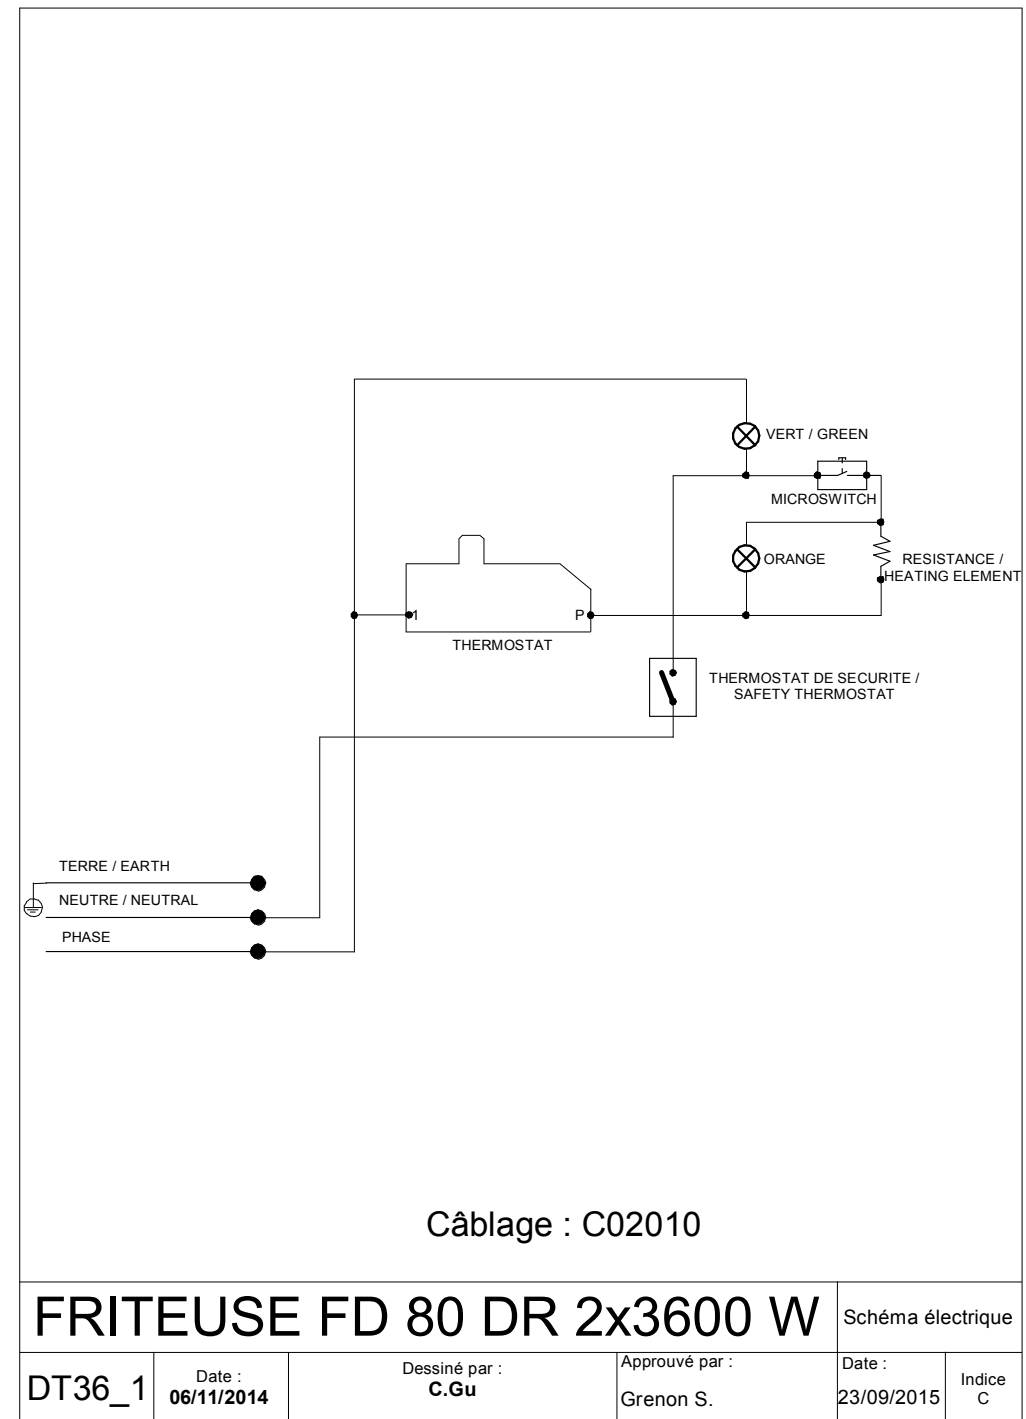 VERT / GREEN
MICROSWITCH
ORANGE
RESISTANCE /
HEATING ELEMENT
1
P
THERMOSTAT
THERMOSTAT DE SECURITE /
SAFETY THERMOSTAT
TERRE / EARTH
NEUTRE / NEUTRAL
PHASE
Câblage : C02010
FRITEUSE FD 80 DR 2x3600 W
Schéma électrique
DT36_1
Date :
06/11/2014
Dessiné par :
C.Gu
Approuvé par :
Grenon S.
Date :
23/09/2015
Indice
C